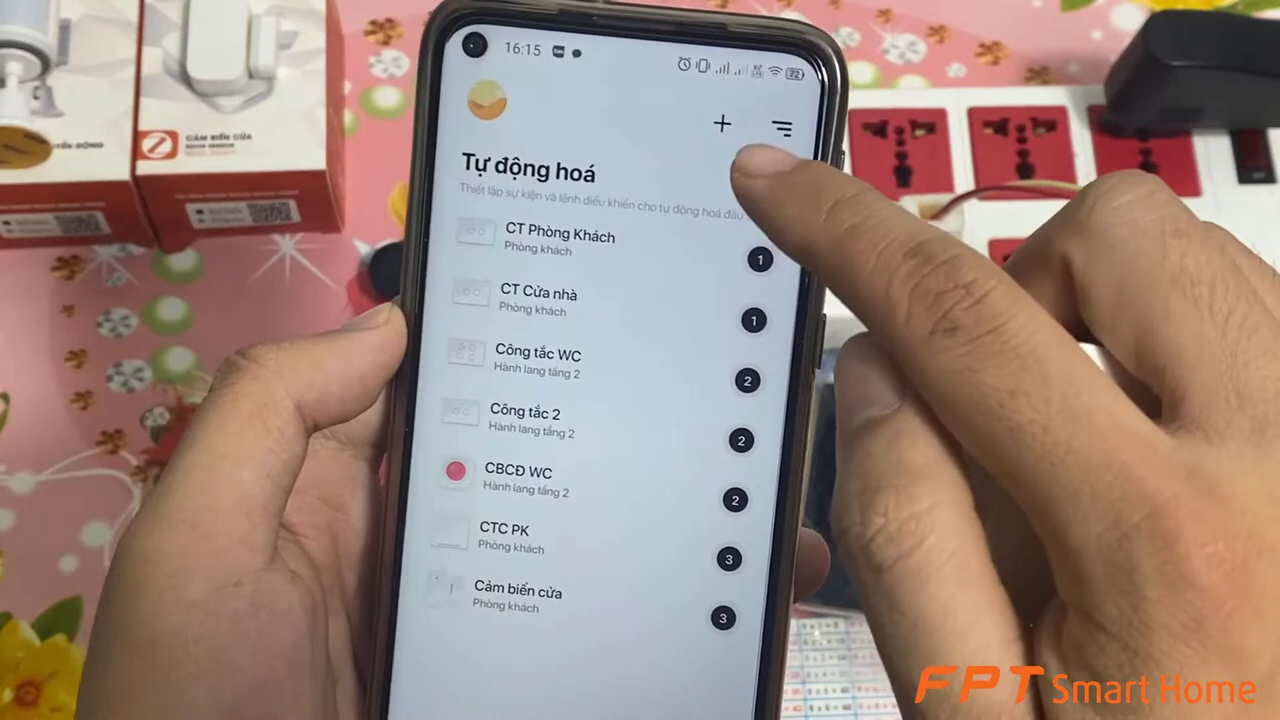 16:15
72
Tự động hoá
Thiết lập sự kiện và lệnh điều khiển cho tự động hoá đầu
CT Phòng Khách
Phòng khách
1
CT Cửa nhà
Phòng khách
1
Công tắc WC
Hành lang tầng 2
2
Công tắc 2
Hành lang tầng 2
2
CBCĐ WC
Hành lang tầng 2
2
CTC PK
Phòng khách
3
Cảm biến cửa
Phòng khách
3
CẢM BIẾN CỬA
FPT Smart Home